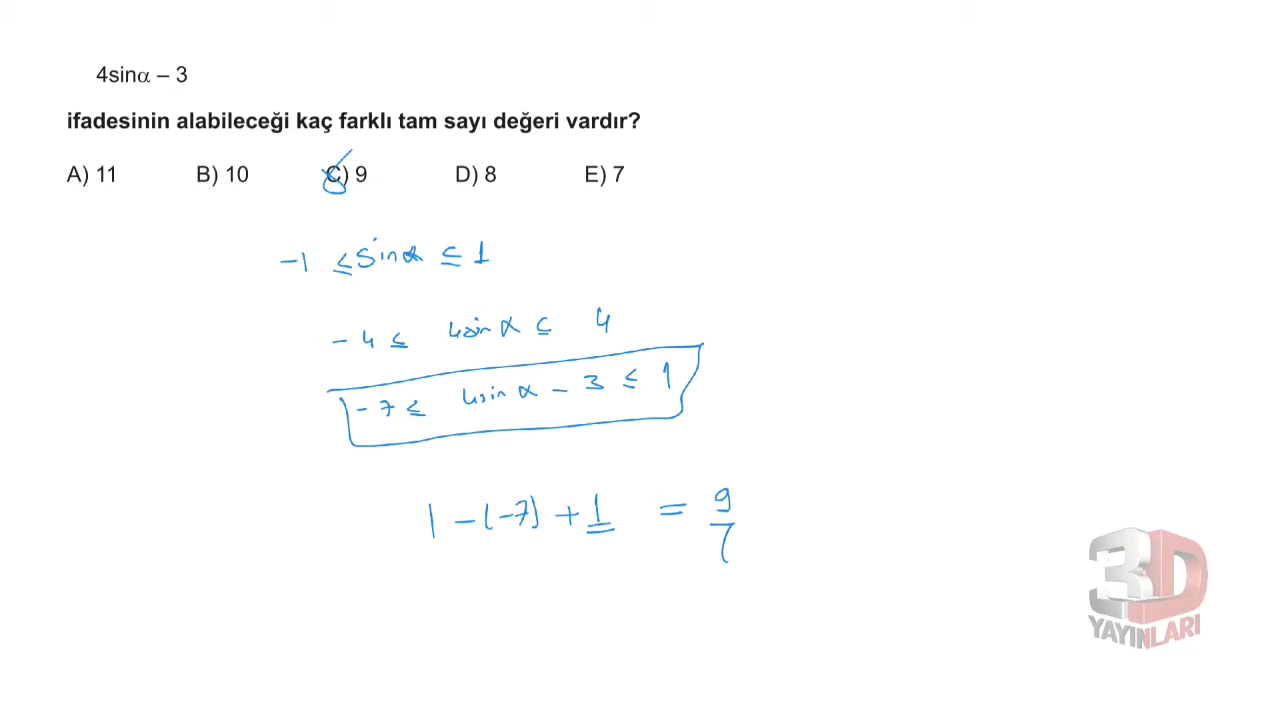 4sinα – 3
ifadesinin alabileceği kaç farklı tam sayı değeri vardır?
A) 11 B) 10 C) 9 D) 8 E) 7
-1 ≤ sinα ≤ 1
-4 ≤ 4sinα ≤ 4
-7 ≤ 4sinα - 3 ≤ 1
1 - (-7) + 1 = 9
3D
YAYINLARI